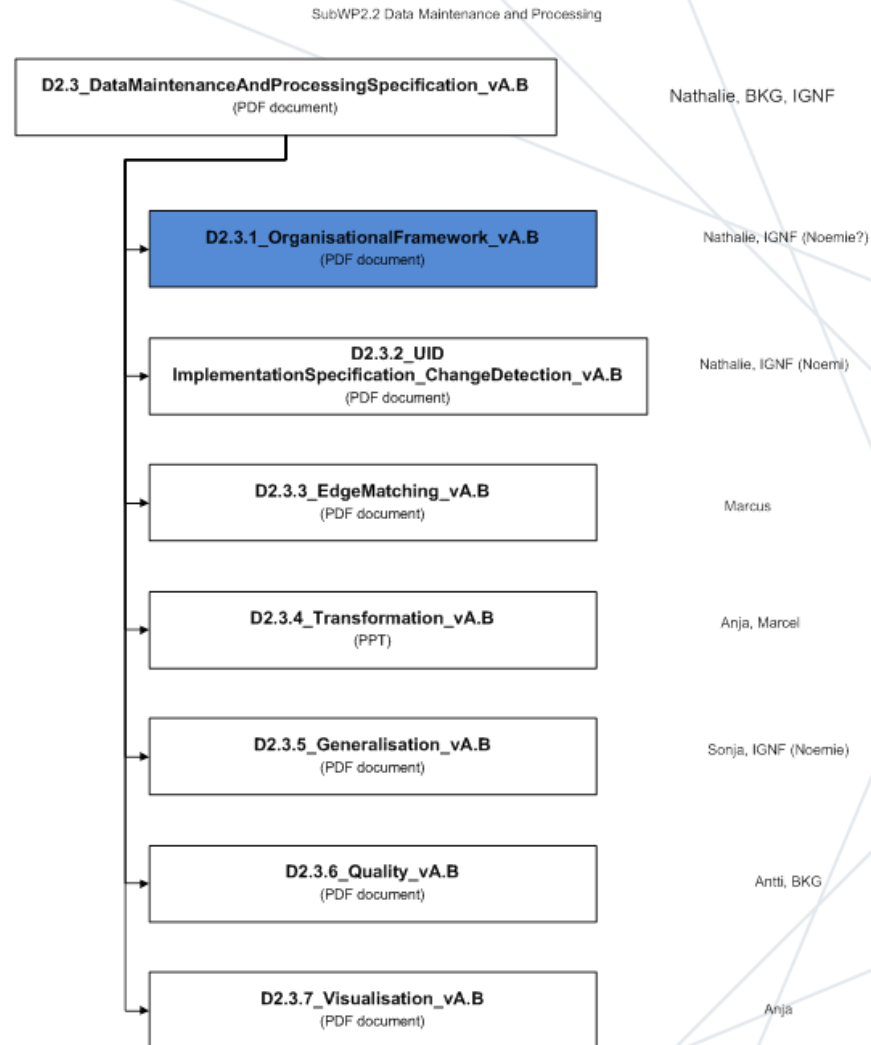 SubWP2.2 Data Maintenance and Processing
D2.3_DataMaintenanceAndProcessingSpecification_vA.B
(PDF document)
Nathalie, BKG, IGNF
D2.3.1_OrganisationalFramework_vA.B
(PDF document)
Nathalie, IGNF (Noemie?)
D2.3.2_UID
ImplementationSpecification_ChangeDetection_vA.B
(PDF document)
Nathalie, IGNF (Noemi)
D2.3.3_EdgeMatching_vA.B
(PDF document)
Marcus
D2.3.4_Transformation_vA.B
(PPT)
Anja, Marcel
D2.3.5_Generalisation_vA.B
(PDF document)
Sonja, IGNF (Noemie)
D2.3.6_Quality_vA.B
(PDF document)
Antti, BKG
D2.3.7_Visualisation_vA.B
(PDF document)
Anja